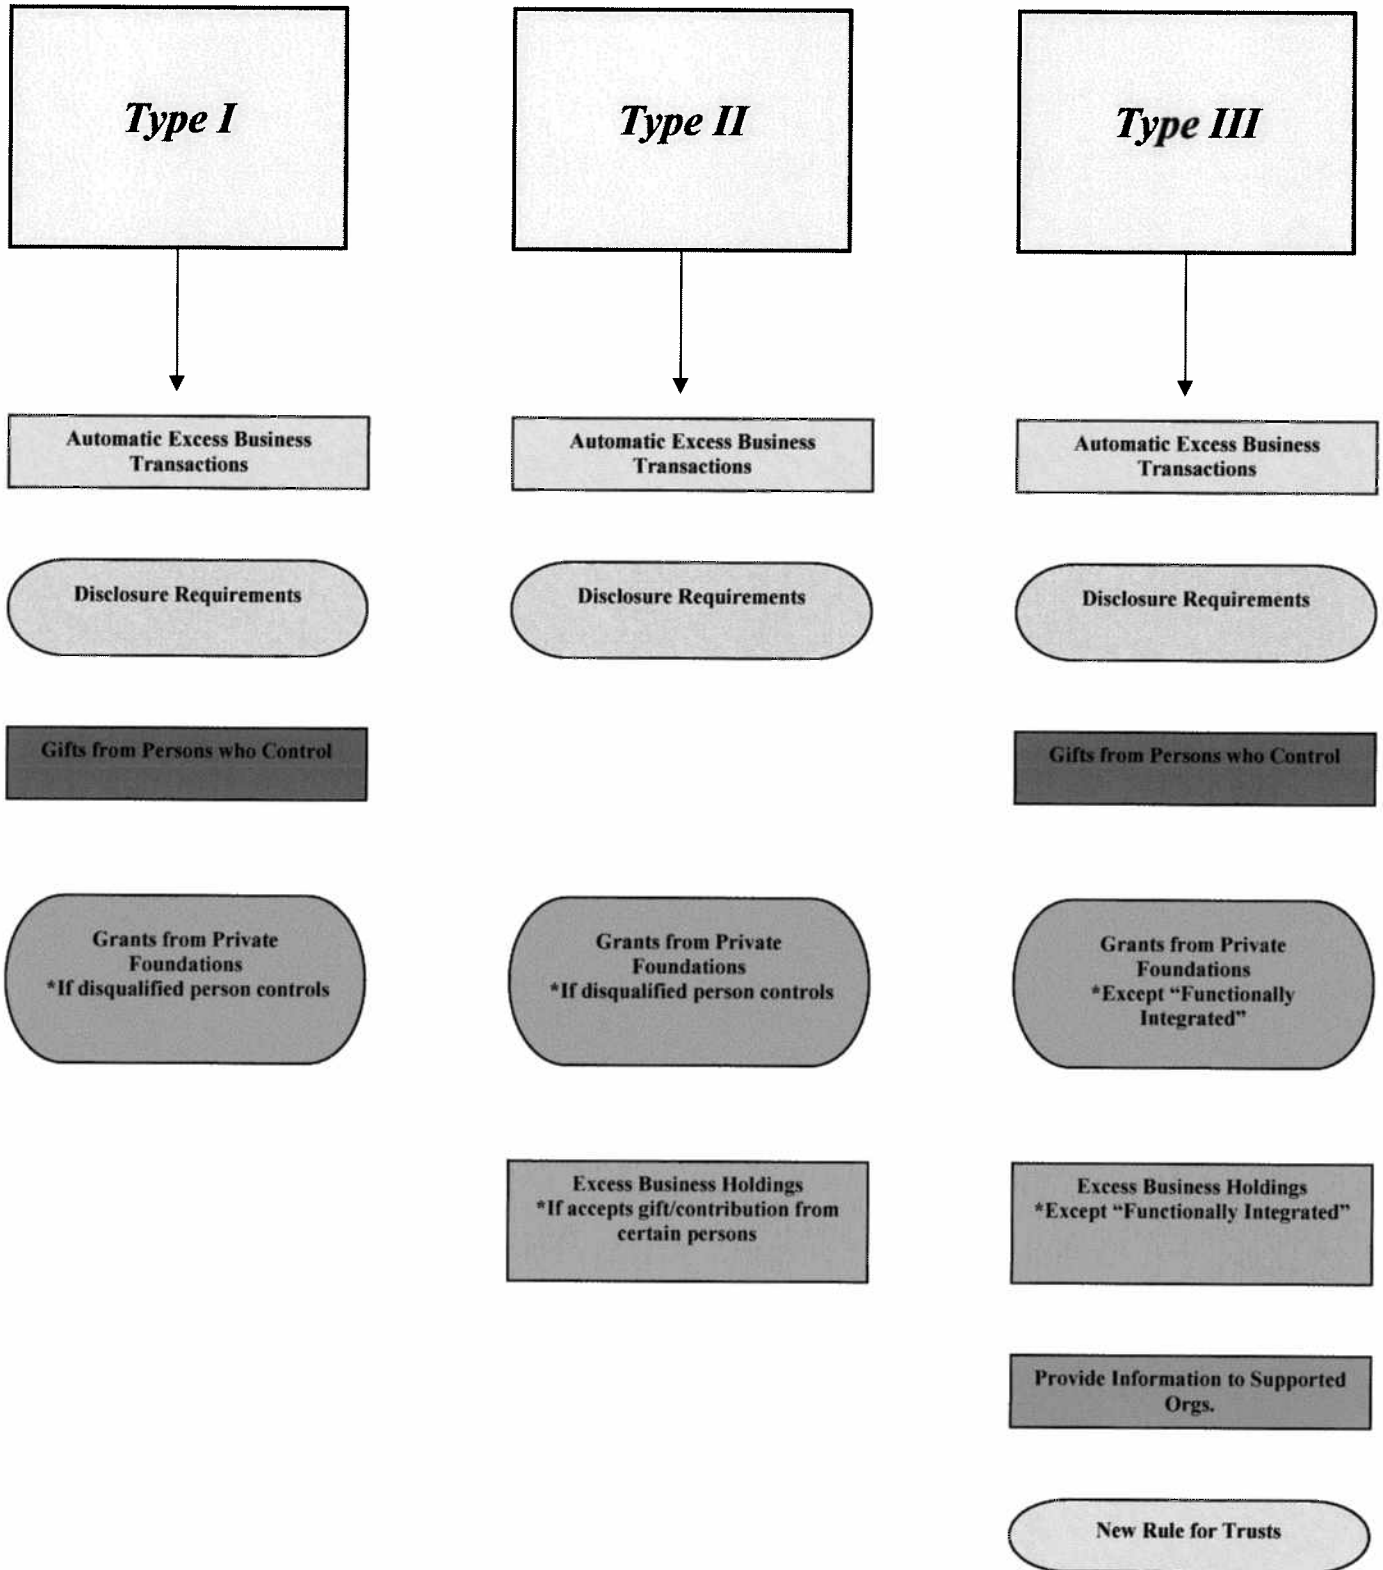 Type I
Type II
Type III
Automatic Excess Business
Transactions
Automatic Excess Business
Transactions
Automatic Excess Business
Transactions
Disclosure Requirements
Disclosure Requirements
Disclosure Requirements
Gifts from Persons who Control
Gifts from Persons who Control
Grants from Private
Foundations
*If disqualified person controls
Grants from Private
Foundations
*If disqualified person controls
Grants from Private
Foundations
*Except “Functionally
Integrated”
Excess Business Holdings
*If accepts gift/contribution from
certain persons
Excess Business Holdings
*Except “Functionally Integrated”
Provide Information to Supported
Orgs.
New Rule for Trusts